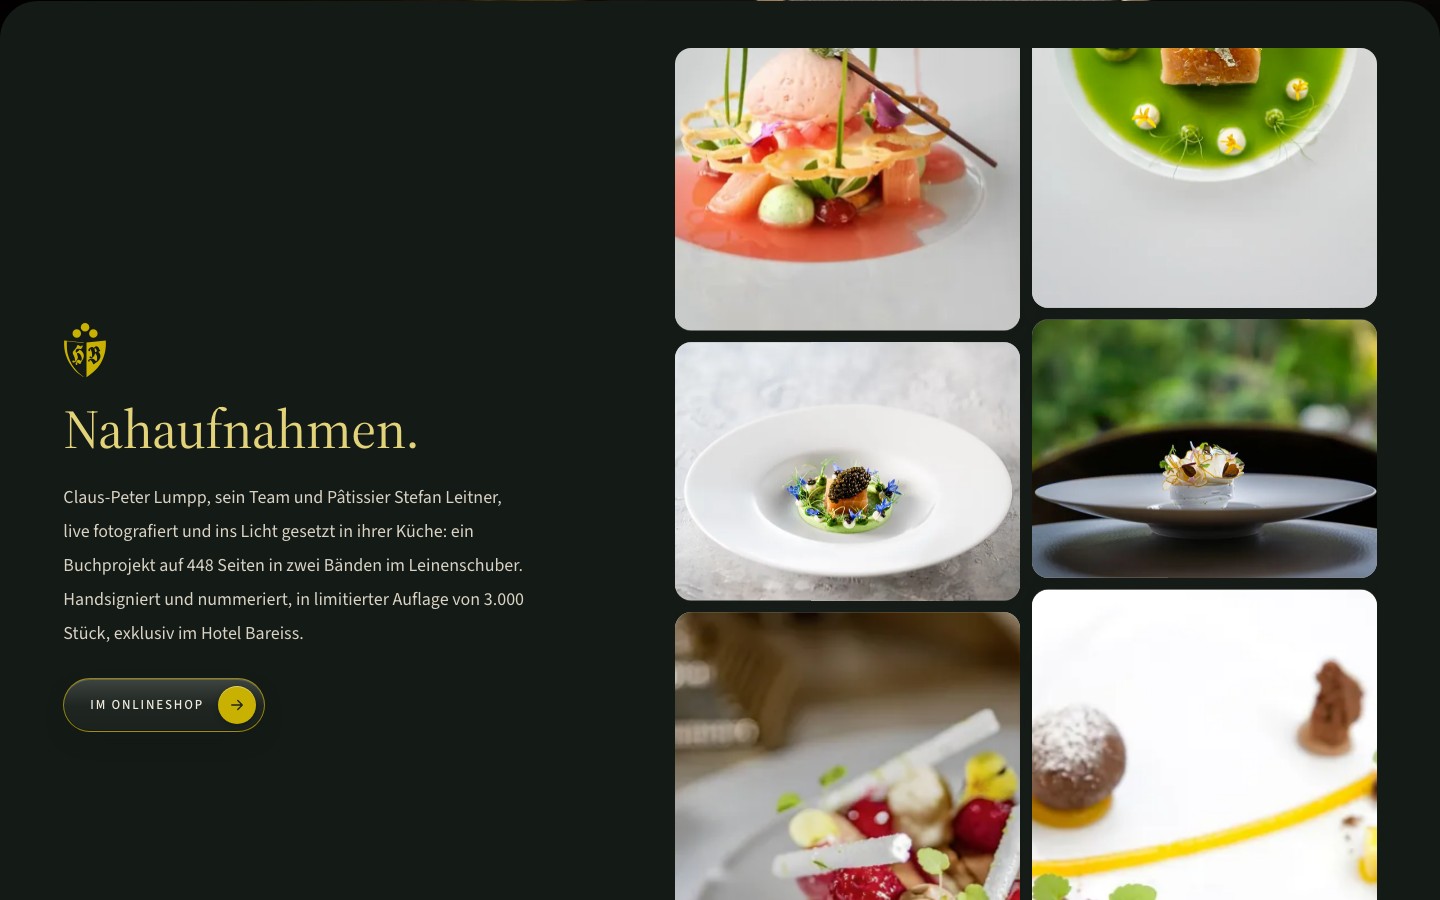 HB
Nahaufnahmen.
Claus-Peter Lumpp, sein Team und Pâtissier Stefan Leitner,
live fotografiert und ins Licht gesetzt in ihrer Küche: ein
Buchprojekt auf 448 Seiten in zwei Bänden im Leinenschuber.
Handsigniert und nummeriert, in limitierter Auflage von 3.000
Stück, exklusiv im Hotel Bareiss.
IM ONLINESHOP